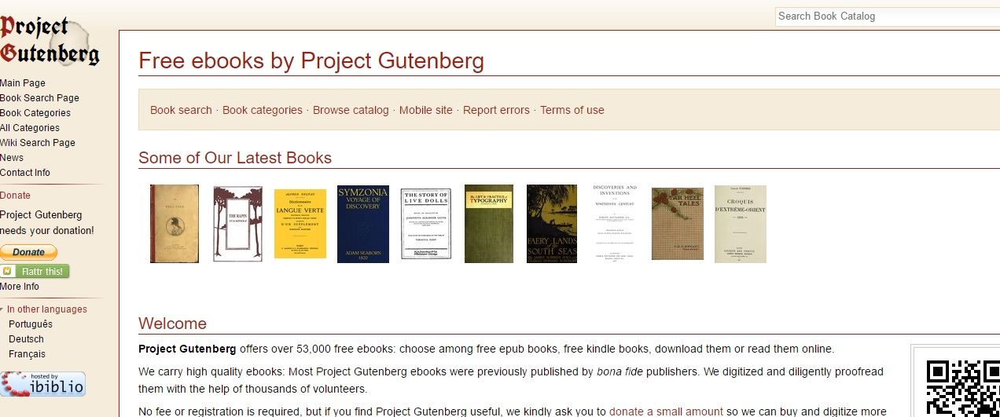 Project
Gutenberg
Search Book Catalog
Main Page
Book Search Page
Book Categories
All Categories
Wiki Search Page
News
Contact Info
Donate
Project Gutenberg
needs your donation!
Donate
Flattr this!
More Info
In other languages
Português
Deutsch
Français
hosted by
ibiblio
Free ebooks by Project Gutenberg
Book search · Book categories · Browse catalog · Mobile site · Report errors · Terms of use
Some of Our Latest Books
THE RAPIN
STACPOOLE
ALFRED DELVAU
Dictionnaire
LANGUE VERTE
D'UN SUPPLÉMENT
SYMZONIA
VOYAGE OF
DISCOVERY
ADAM SEABORN
1820
THE STORY OF
LIVE DOLLS
The ART & PRACTICE of
TYPOGRAPHY
FAERY LANDS
of the
SOUTH SEAS
DISCOVERIES AND
INVENTIONS
NINETEENTH CENTURY
TAR HEEL
TALES
CROQUIS
D'EXTRÊME-ORIENT
Welcome
Project Gutenberg offers over 53,000 free ebooks: choose among free epub books, free kindle books, download them or read them online.
We carry high quality ebooks: Most Project Gutenberg ebooks were previously published by bona fide publishers. We digitized and diligently proofread
them with the help of thousands of volunteers.
No fee or registration is required, but if you find Project Gutenberg useful, we kindly ask you to donate a small amount so we can buy and digitize more